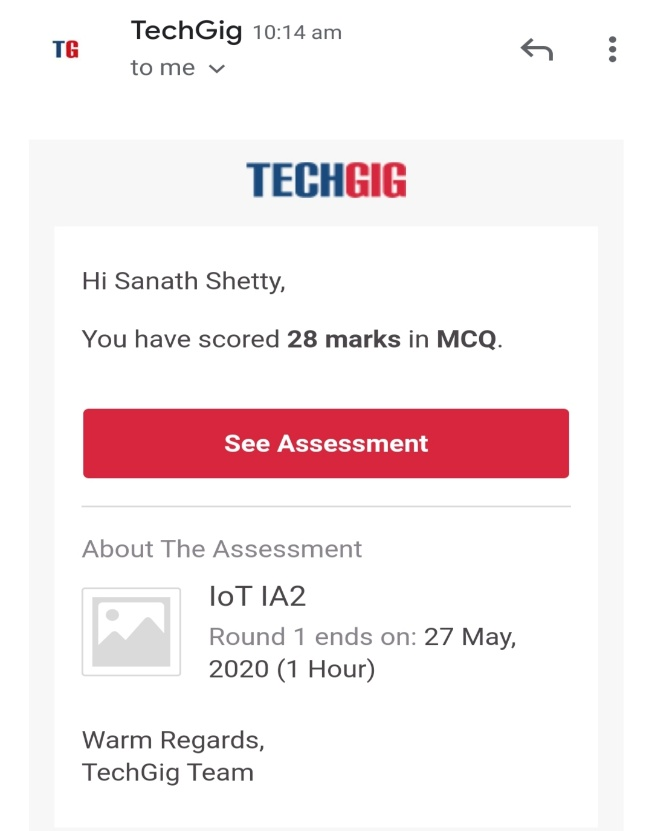 TG
TechGig 10:14 am
to me
TECHGIG
Hi Sanath Shetty,
You have scored 28 marks in MCQ.
See Assessment
About The Assessment
IoT IA2
Round 1 ends on: 27 May,
2020 (1 Hour)
Warm Regards,
TechGig Team